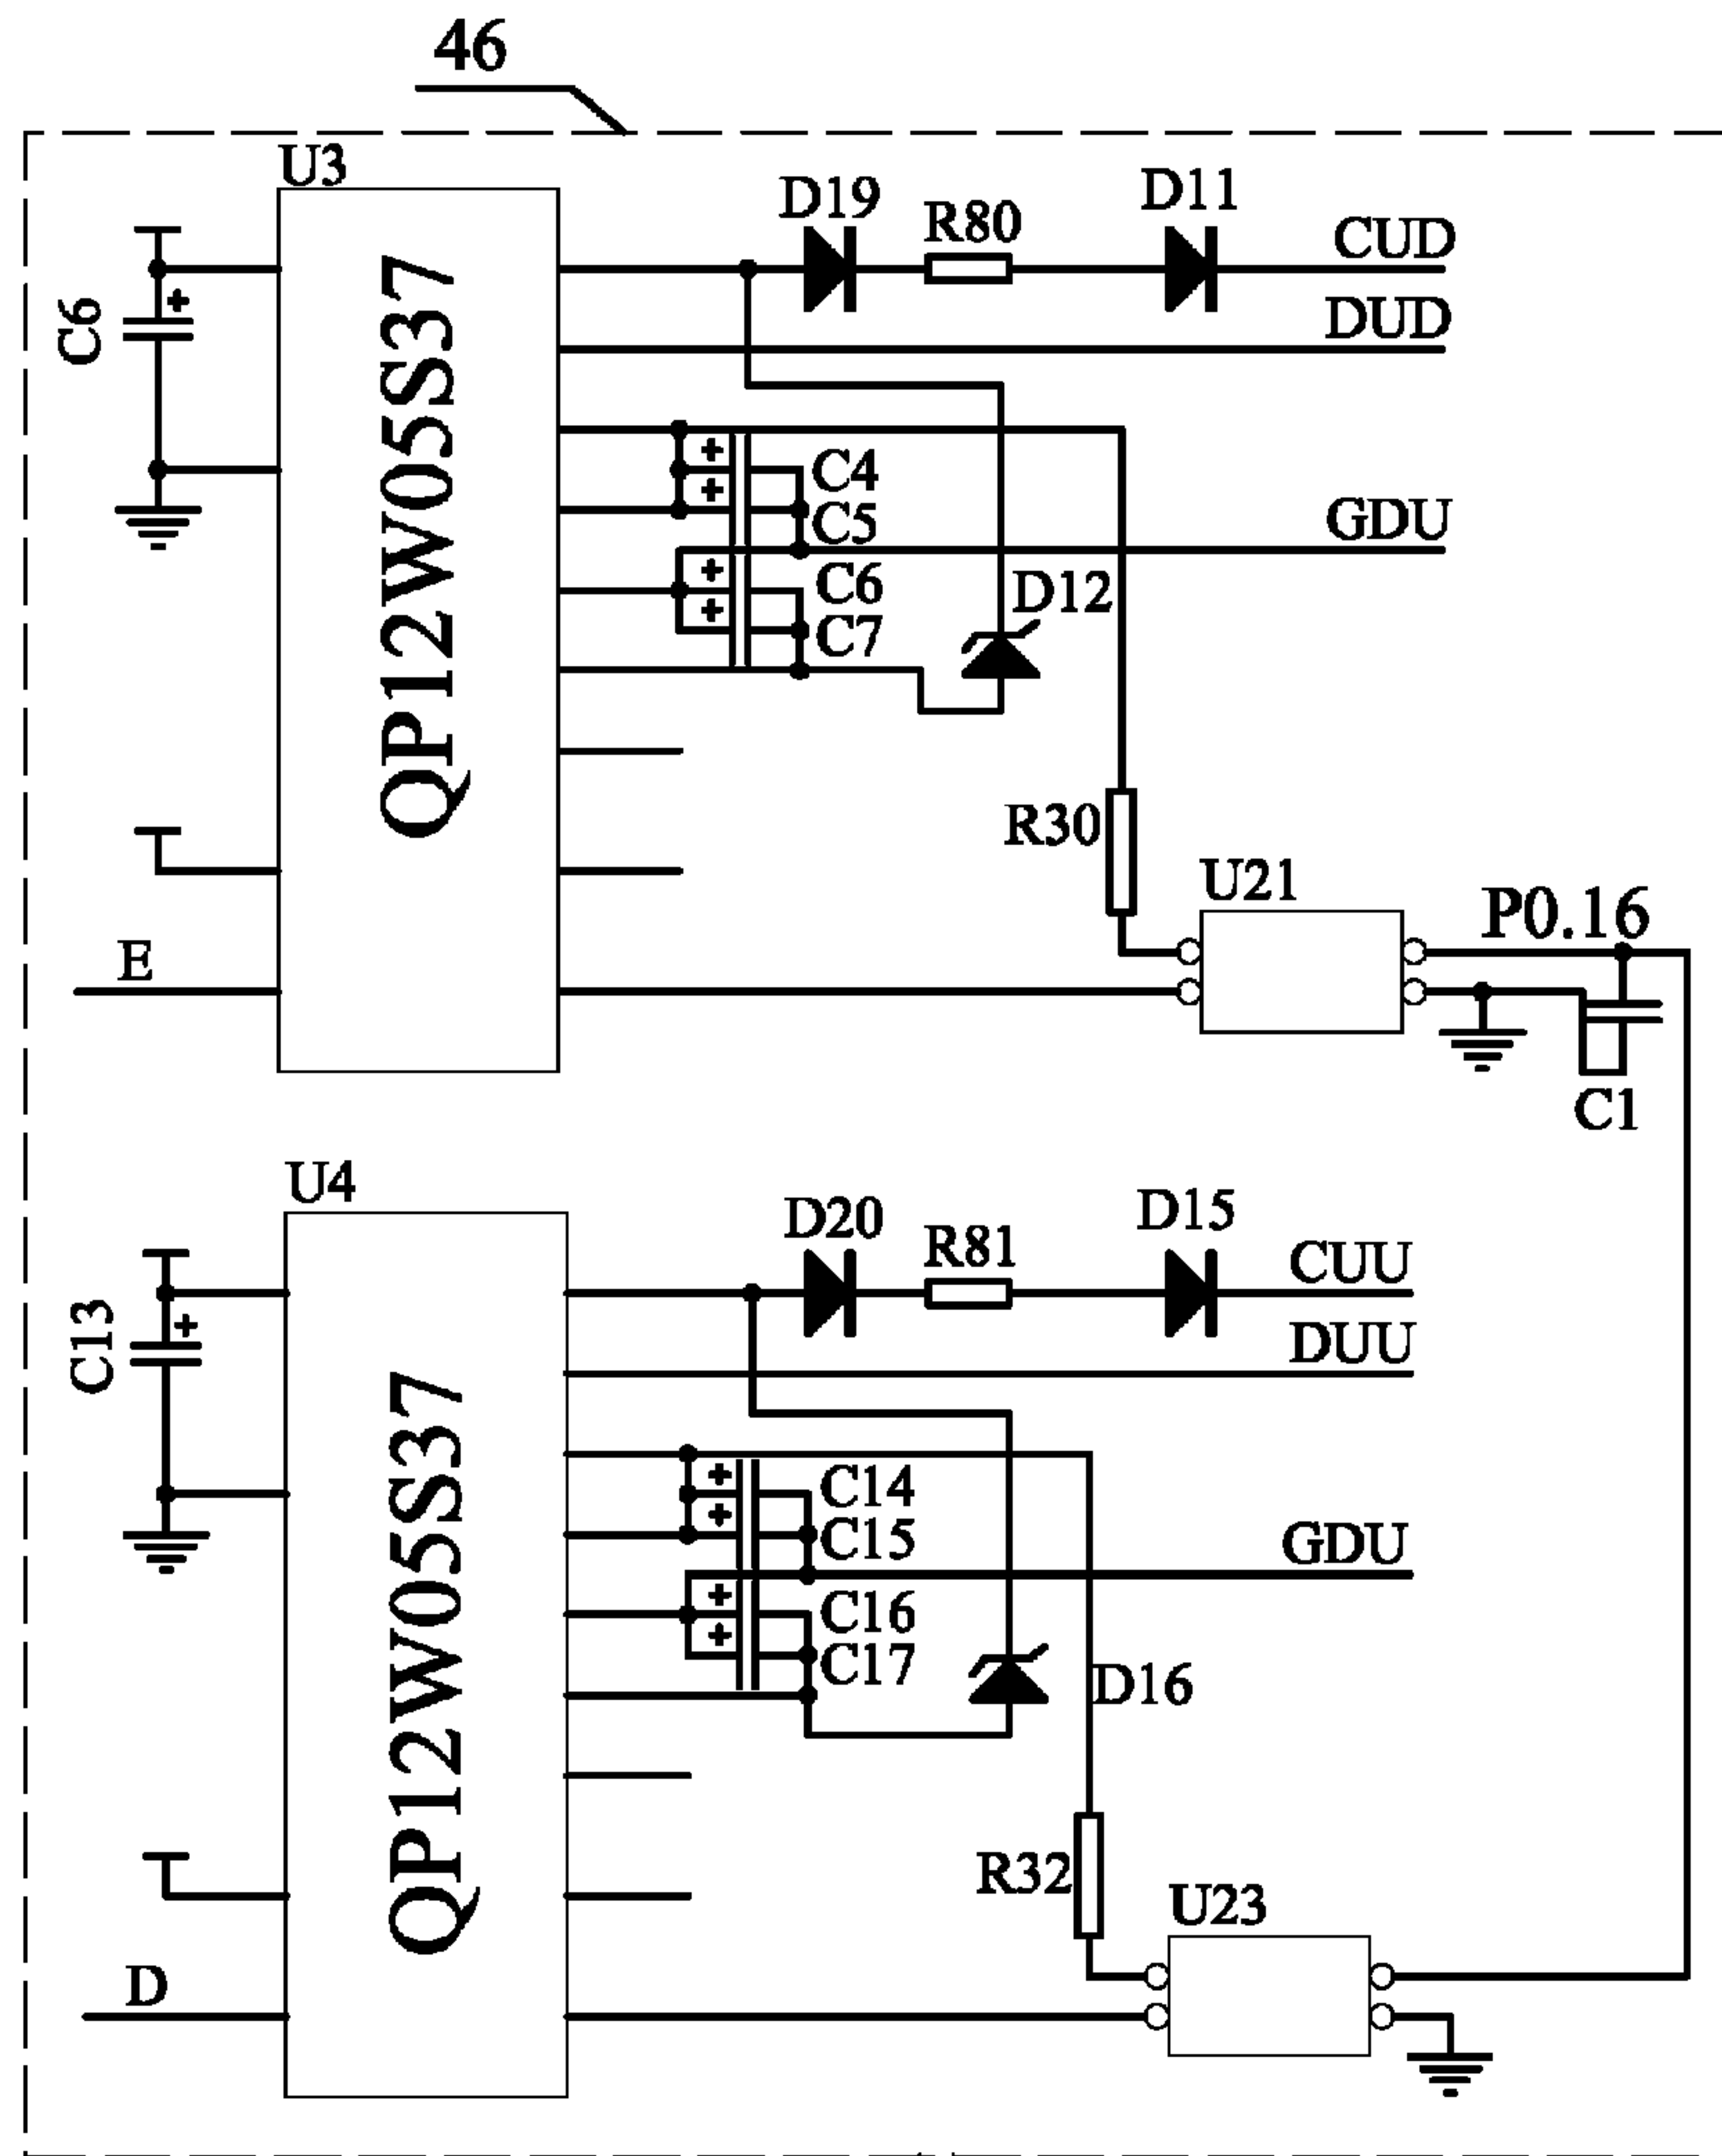 46
U3
D19
R80
D11
CUD
DUD
C6
+
QP12W05S37
+
C4
+
C5
GDU
+
C6
+
C7
D12
R30
U21
P0.16
E
C1
U4
D20
R81
D15
CUU
DUU
C13
+
QP12W05S37
+
C14
+
C15
GDU
+
C16
+
C17
D16
R32
U23
D